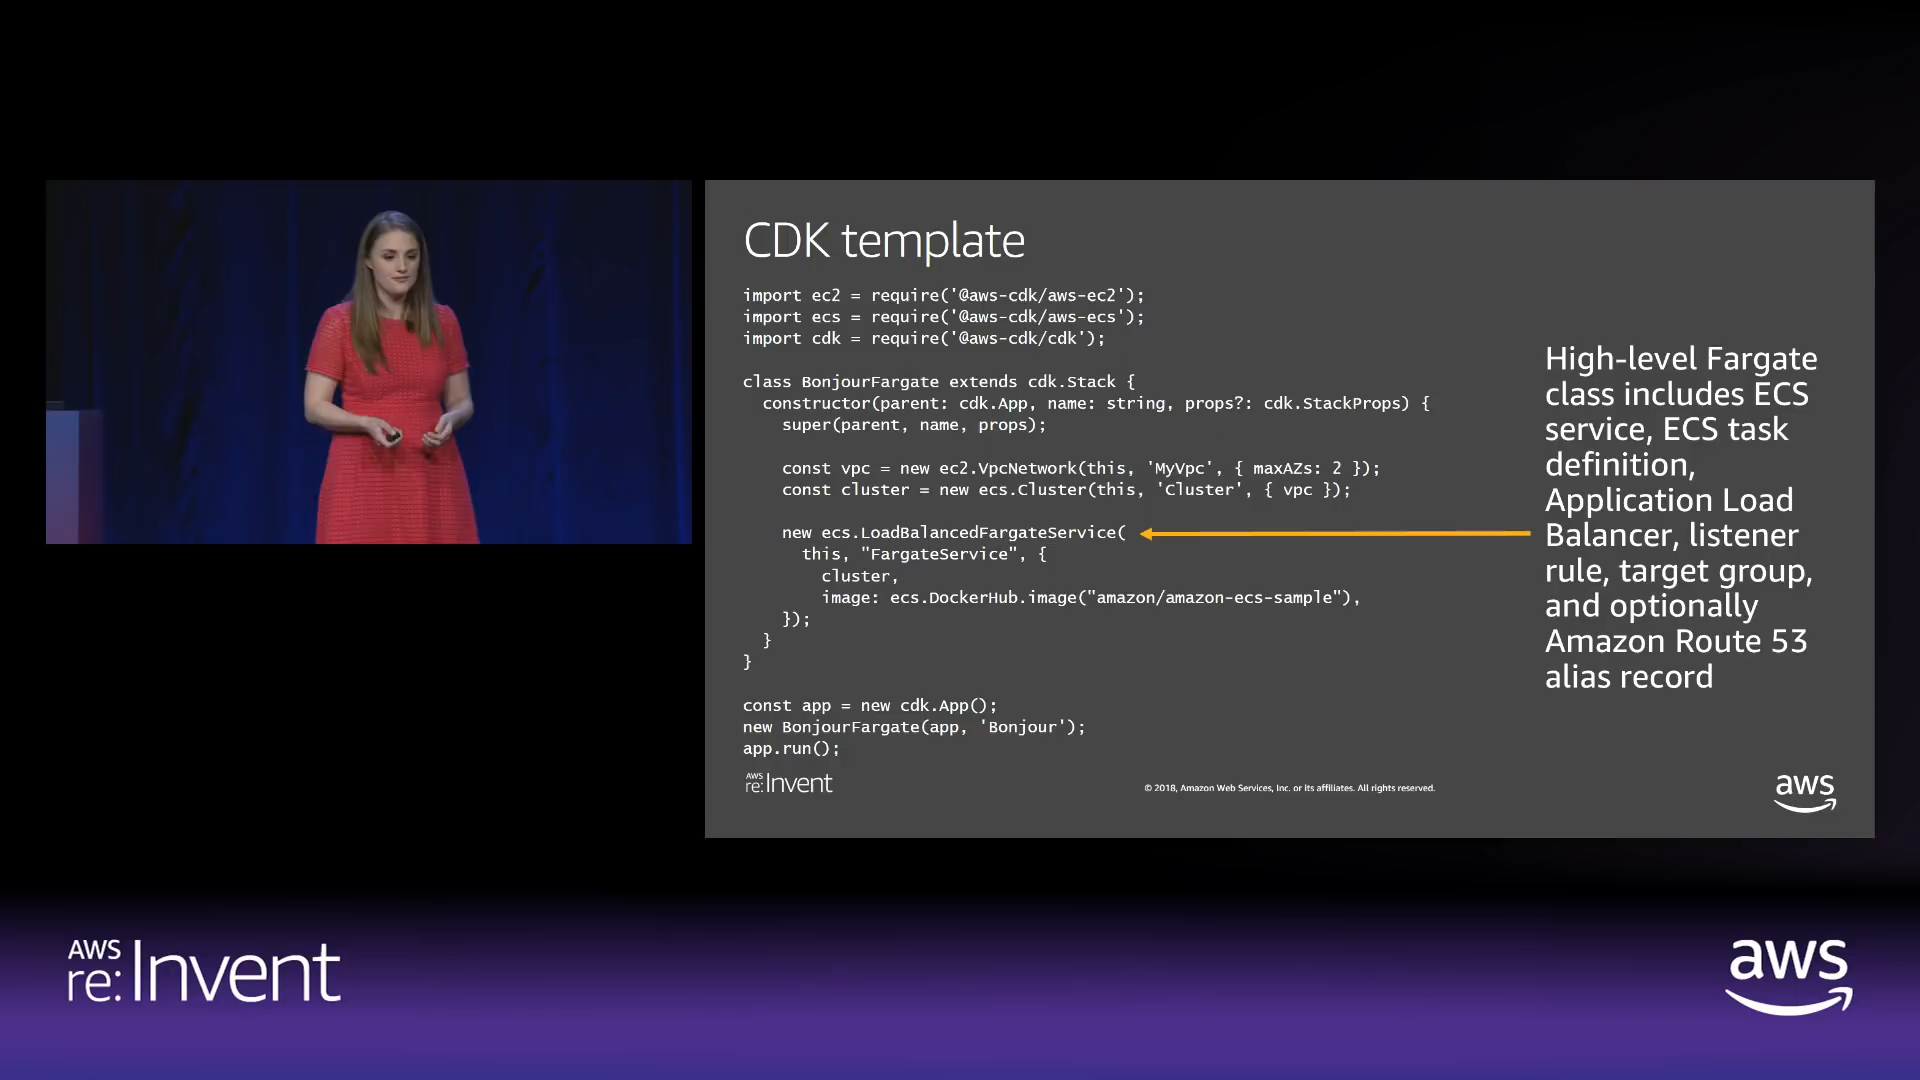 CDK template
import ec2 = require('@aws-cdk/aws-ec2');
import ecs = require('@aws-cdk/aws-ecs');
import cdk = require('@aws-cdk/cdk');
class BonjourFargate extends cdk.Stack {
constructor(parent: cdk.App, name: string, props?: cdk.StackProps) {
super(parent, name, props);
const vpc = new ec2.VpcNetwork(this, 'MyVpc', { maxAZs: 2 });
const cluster = new ecs.Cluster(this, 'Cluster', { vpc });
new ecs.LoadBalancedFargateService(
this, "FargateService", {
cluster,
image: ecs.DockerHub.image("amazon/amazon-ecs-sample"),
});
}
}
const app = new cdk.App();
new BonjourFargate(app, 'Bonjour');
app.run();
High-level Fargate
class includes ECS
service, ECS task
definition,
Application Load
Balancer, listener
rule, target group,
and optionally
Amazon Route 53
alias record
AWS
re:Invent
© 2018, Amazon Web Services, Inc. or its affiliates. All rights reserved.
aws
AWS
re:Invent
aws